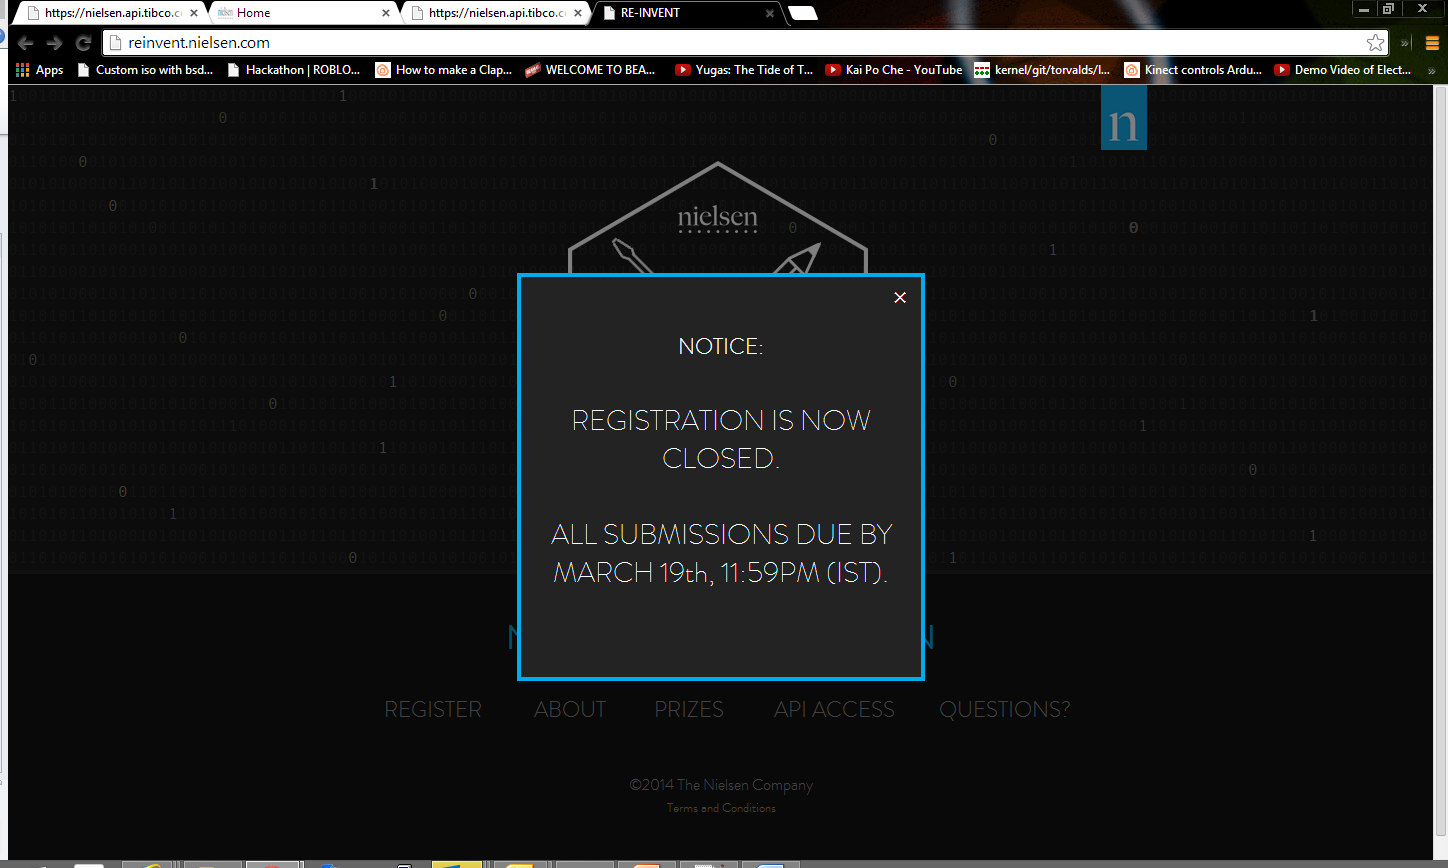 https://nielsen.api.tibco.c
Home
https://nielsen.api.tibco.c
RE-INVENT
reinvent.nielsen.com
Apps
Custom iso with bsd...
Hackathon | ROBLO...
How to make a Clap...
WELCOME TO BEA...
Yugas: The Tide of T...
Kai Po Che - YouTube
kernel/git/torvalds/l...
Kinect controls Ardu...
Demo Video of Elect...
n
nielsen
NOTICE:
REGISTRATION IS NOW
CLOSED.
ALL SUBMISSIONS DUE BY
MARCH 19th, 11:59PM (IST).
REGISTER
ABOUT
PRIZES
API ACCESS
QUESTIONS?
©2014 The Nielsen Company
Terms and Conditions